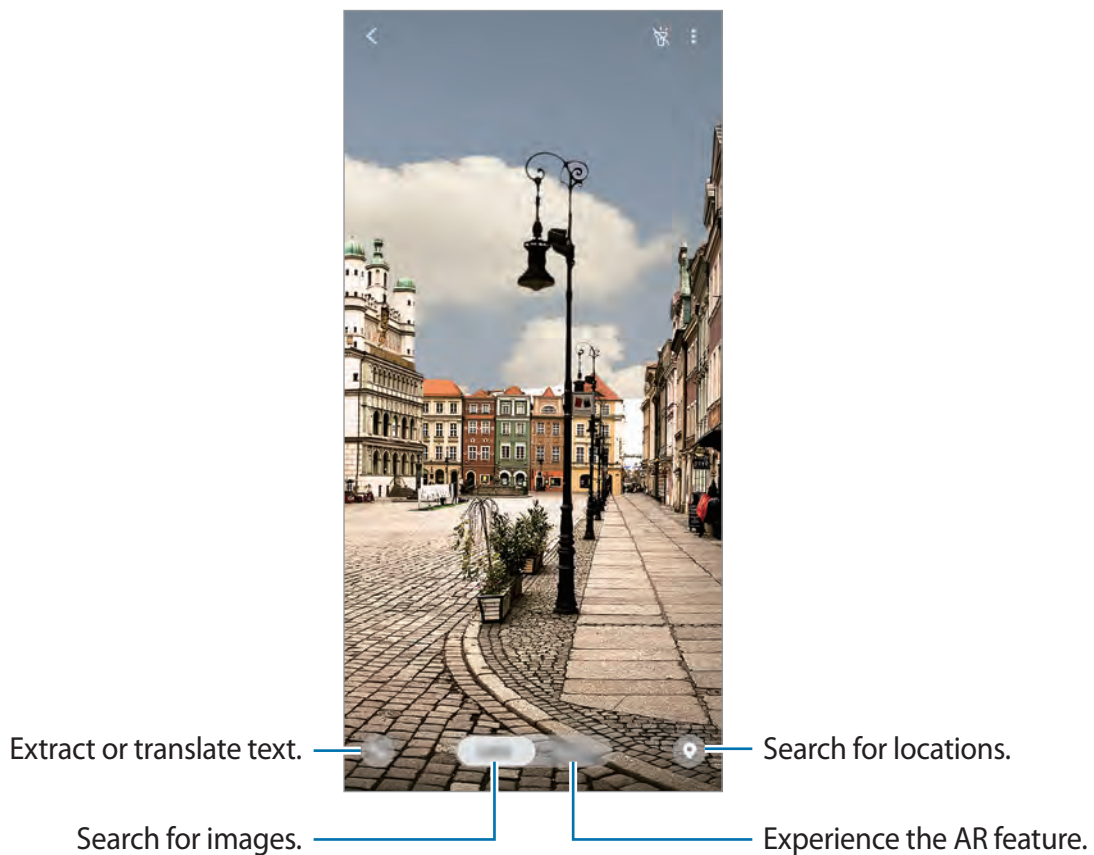 Extract or translate text.
Search for locations.
Search for images.
Experience the AR feature.